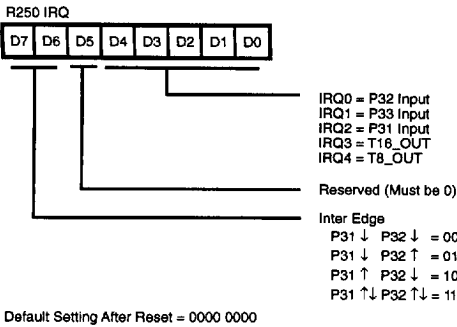 R250 IRQ
D7 D6 D5 D4 D3 D2 D1 D0
IRQ0 = P32 Input
IRQ1 = P33 Input
IRQ2 = P31 Input
IRQ3 = T16_OUT
IRQ4 = T8_OUT
Reserved (Must be 0)
Inter Edge
P31 ↓ P32 ↓ = 00
P31 ↓ P32 ↑ = 01
P31 ↑ P32 ↓ = 10
P31 ↑↓ P32 ↑↓ = 11
Default Setting After Reset = 0000 0000